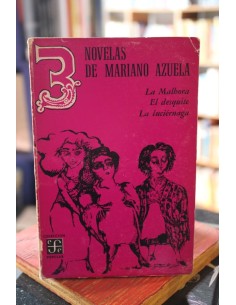 3 NOVELAS
DE MARIANO AZUELA
La Malhora
El desquite
La luciérnaga